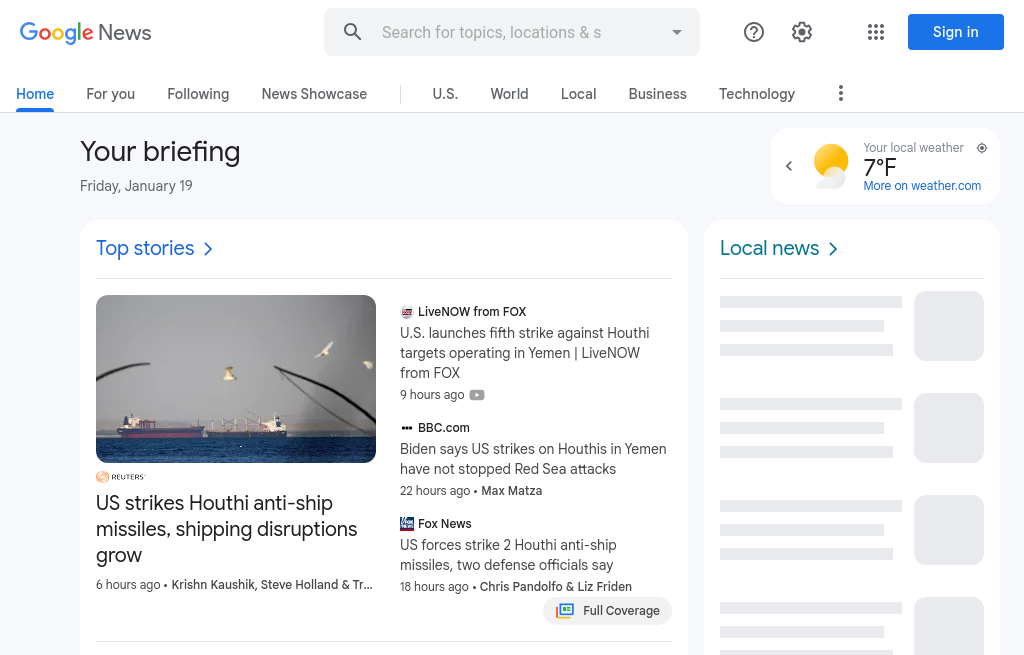 Google News
Search for topics, locations & s
Sign in
Home
For you
Following
News Showcase
U.S.
World
Local
Business
Technology
Your briefing
Friday, January 19
Your local weather
7°F
More on weather.com
Top stories
Local news
REUTERS
US strikes Houthi anti-ship
missiles, shipping disruptions
grow
6 hours ago • Krishn Kaushik, Steve Holland & Tr...
LiveNOW from FOX
U.S. launches fifth strike against Houthi
targets operating in Yemen | LiveNOW
from FOX
9 hours ago
BBC.com
Biden says US strikes on Houthis in Yemen
have not stopped Red Sea attacks
22 hours ago • Max Matza
Fox News
US forces strike 2 Houthi anti-ship
missiles, two defense officials say
18 hours ago • Chris Pandolfo & Liz Friden
Full Coverage